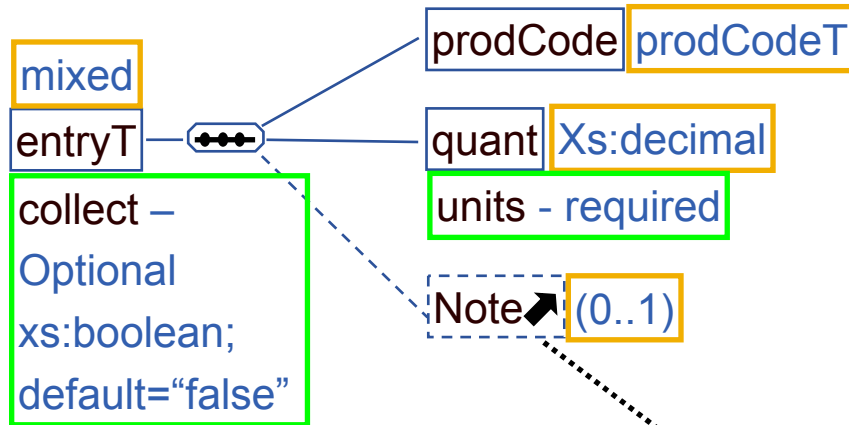 mixed
entryT
collect –
Optional
xs:boolean;
default=“false”
prodCode prodCodeT
quant Xs:decimal
units - required
Note (0..1)